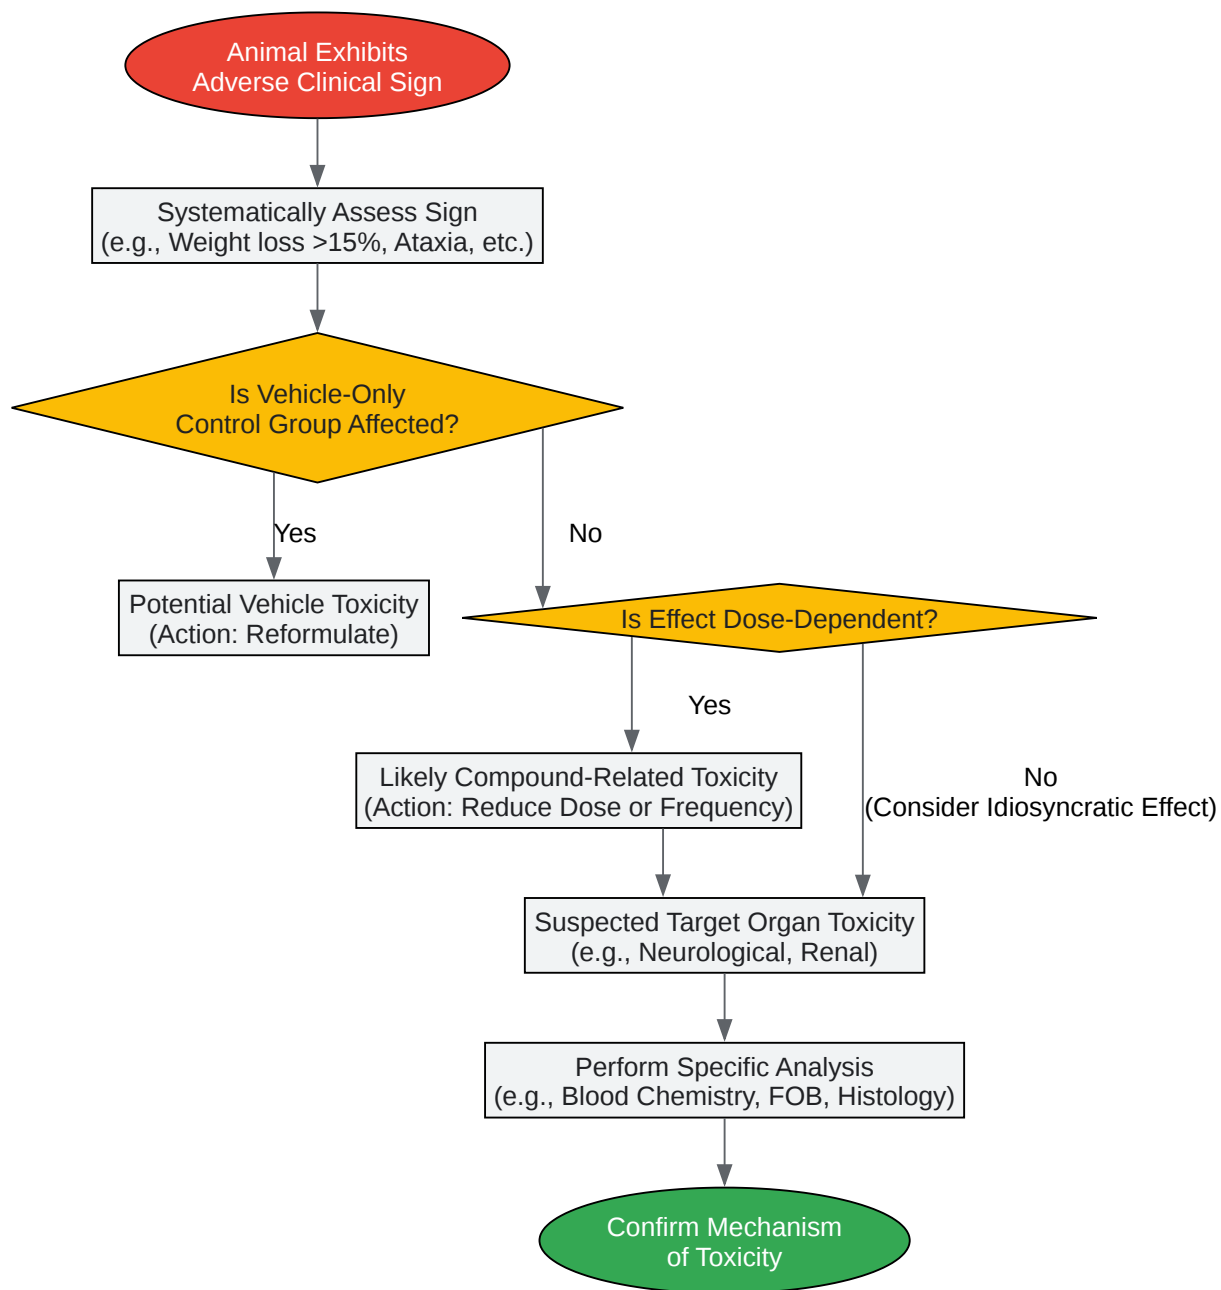 Animal Exhibits
Adverse Clinical Sign
Systematically Assess Sign
(e.g., Weight loss >15%, Ataxia, etc.)
Is Vehicle-Only
Control Group Affected?
Yes
No
Potential Vehicle Toxicity
(Action: Reformulate)
Is Effect Dose-Dependent?
Yes
Likely Compound-Related Toxicity
(Action: Reduce Dose or Frequency)
No
(Consider Idiosyncratic Effect)
Suspected Target Organ Toxicity
(e.g., Neurological, Renal)
Perform Specific Analysis
(e.g., Blood Chemistry, FOB, Histology)
Confirm Mechanism
of Toxicity